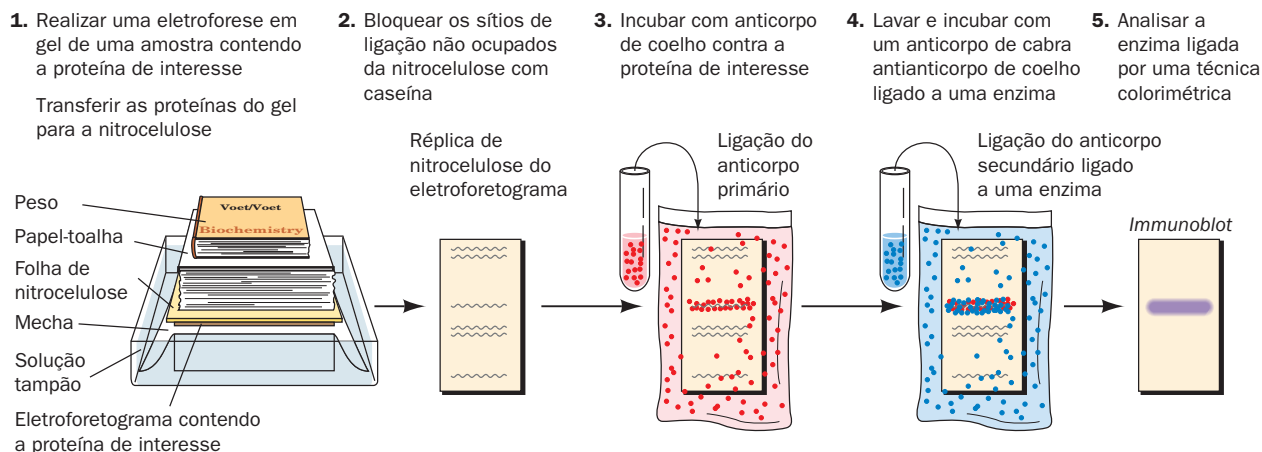 1. Realizar uma eletroforese em
gel de uma amostra contendo
a proteína de interesse
Transferir as proteínas do gel
para a nitrocelulose
2. Bloquear os sítios de
ligação não ocupados
da nitrocelulose com
caseína
3. Incubar com anticorpo
de coelho contra a
proteína de interesse
4. Lavar e incubar com
um anticorpo de cabra
antianticorpo de coelho
ligado a uma enzima
5. Analisar a
enzima ligada
por uma técnica
colorimétrica
Peso
Papel-toalha
Folha de
nitrocelulose
Mecha
Solução
tampão
Eletroforetograma contendo
a proteína de interesse
Voet/Voet
Biochemistry
Réplica de
nitrocelulose do
eletroforetograma
Ligação do
anticorpo
primário
Ligação do anticorpo
secundário ligado
a uma enzima
Immunoblot